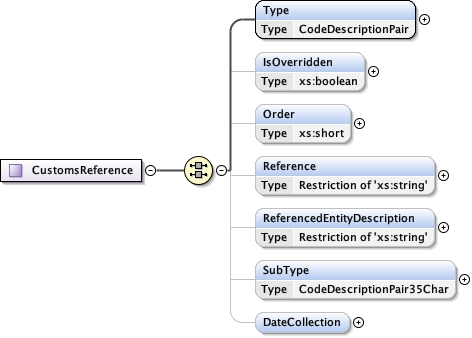 Type
Type CodeDescriptionPair
IsOverridden
Type xs:boolean
Order
Type xs:short
CustomsReference
Reference
Type Restriction of 'xs:string'
ReferencedEntityDescription
Type Restriction of 'xs:string'
SubType
Type CodeDescriptionPair35Char
DateCollection